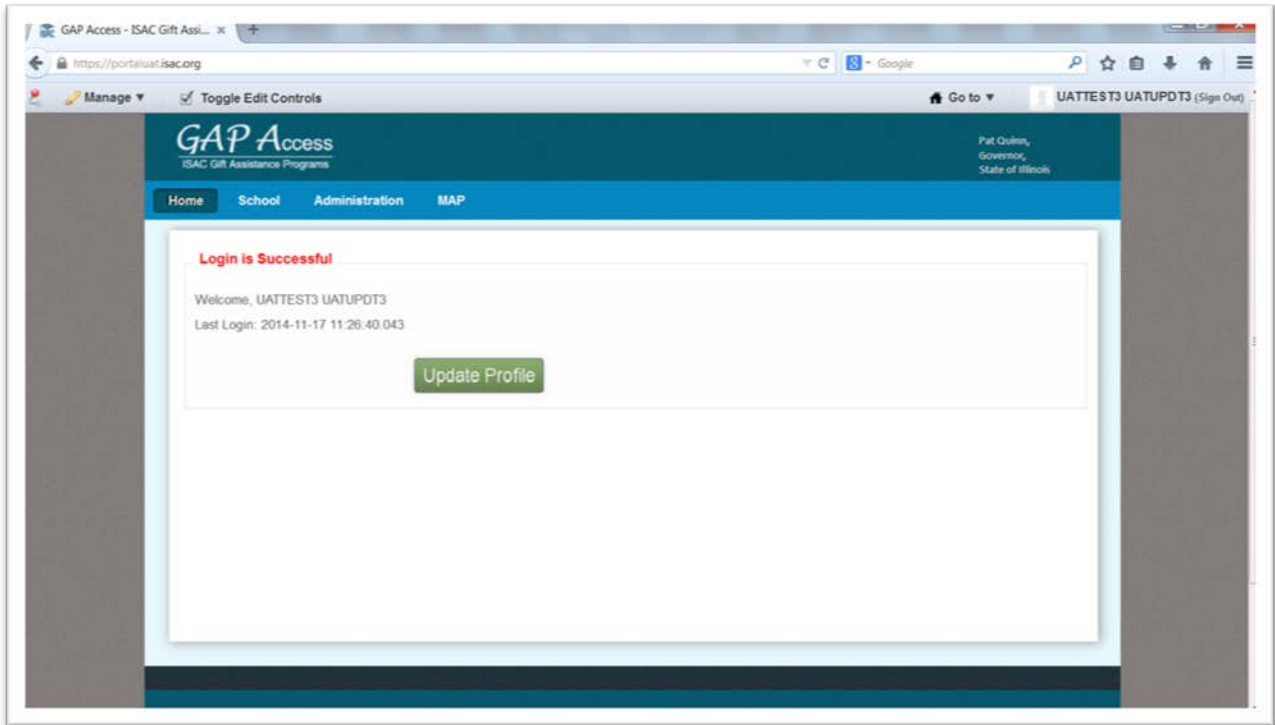 GAP Access - ISAC Gift Assi... × +
https://portaluat.isac.org
8 - Google
Manage ▼ Toggle Edit Controls Go to ▼ UATTEST3 UATUPDT3 (Sign Out)
GAP Access
ISAC Gift Assistance Programs
Pat Quinn,
Governor,
State of Illinois
Home School Administration MAP
Login is Successful
Welcome, UATTEST3 UATUPDT3
Last Login: 2014-11-17 11:26:40.043
Update Profile